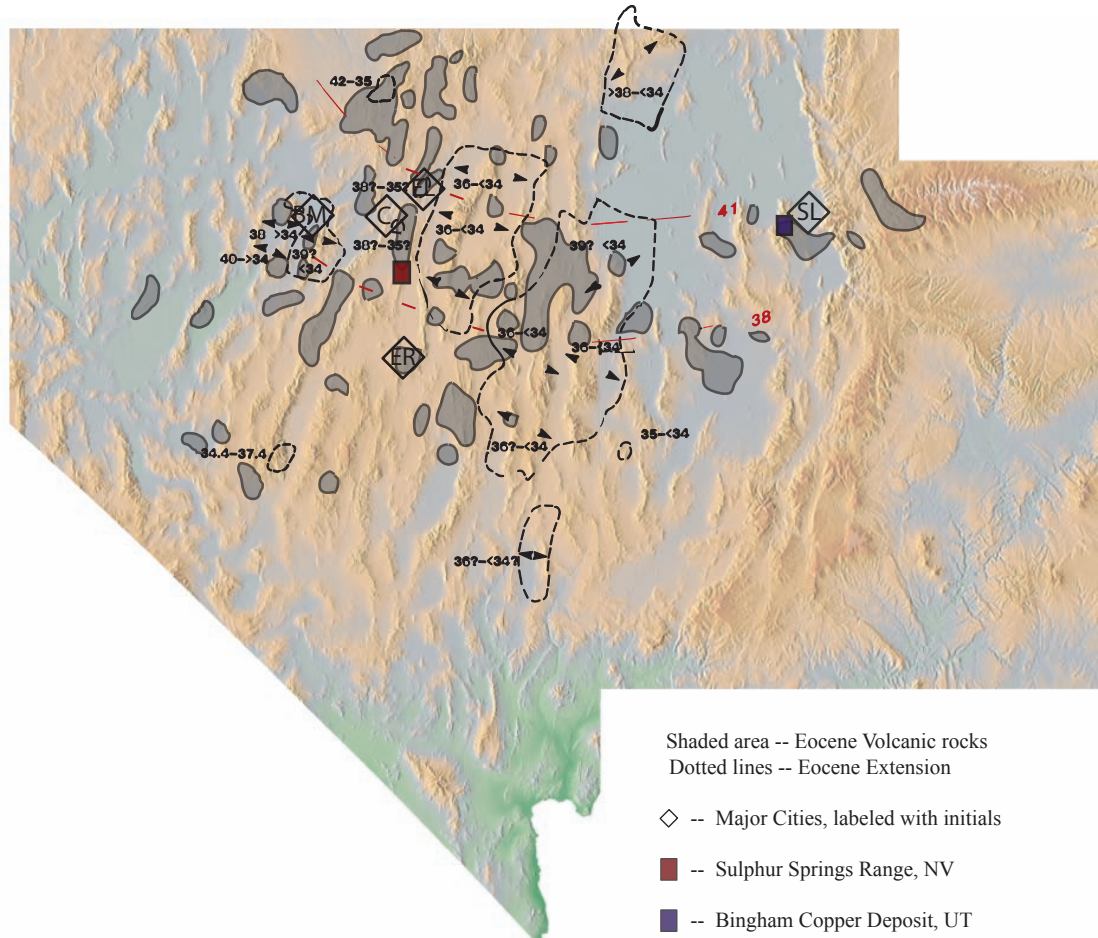 >38-<34
42-35
38?-35?
EL
36-<34
BM
C
SL
41
38 >34
36-<34
38?-35?
39? <34
40->34
39?
<34
38
36-<34
36-<34
ER
35-<34
36?-<34
34.4-37.4
36?-<34?
Shaded area -- Eocene Volcanic rocks
Dotted lines -- Eocene Extension
-- Major Cities, labeled with initials
-- Sulphur Springs Range, NV
-- Bingham Copper Deposit, UT